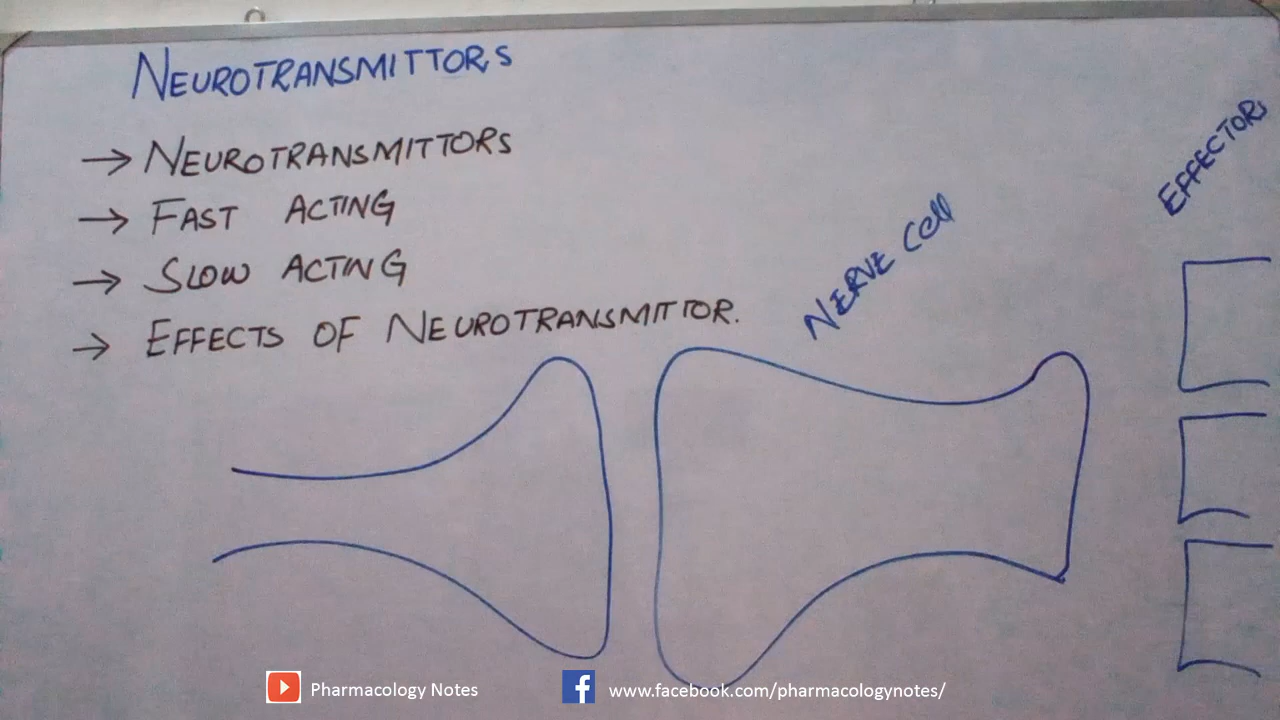 NEUROTRANSMITTORS
→ NEUROTRANSMITTORS
→ FAST ACTING
→ SLOW ACTING
→ EFFECTS OF NEUROTRANSMITTOR.
NERVE Cell
EFFECTORS
Pharmacology Notes
www.facebook.com/pharmacologynotes/